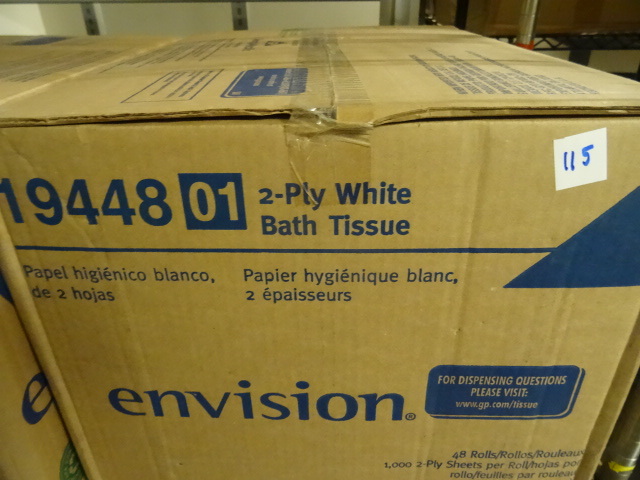 115
19448 01 2-Ply White
Bath Tissue
Papel higiénico blanco,
de 2 hojas
Papier hygiénique blanc,
2 épaisseurs
envision®
FOR DISPENSING QUESTIONS
PLEASE VISIT:
www.gp.com/tissue
48 Rolls/Rollos/Rouleaux
1,000 2-Ply Sheets per Roll/hojas po
rollo/feuilles par roulea
e